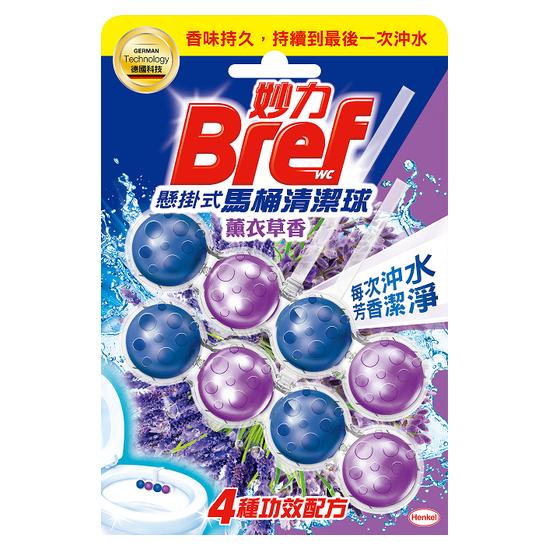 香味持久，持續到最後一次沖水
GERMAN
Technology
德國科技
妙力
Bref
WC
懸掛式馬桶清潔球
薰衣草香
每次沖水
芳香潔淨
4種功效配方
Henkel